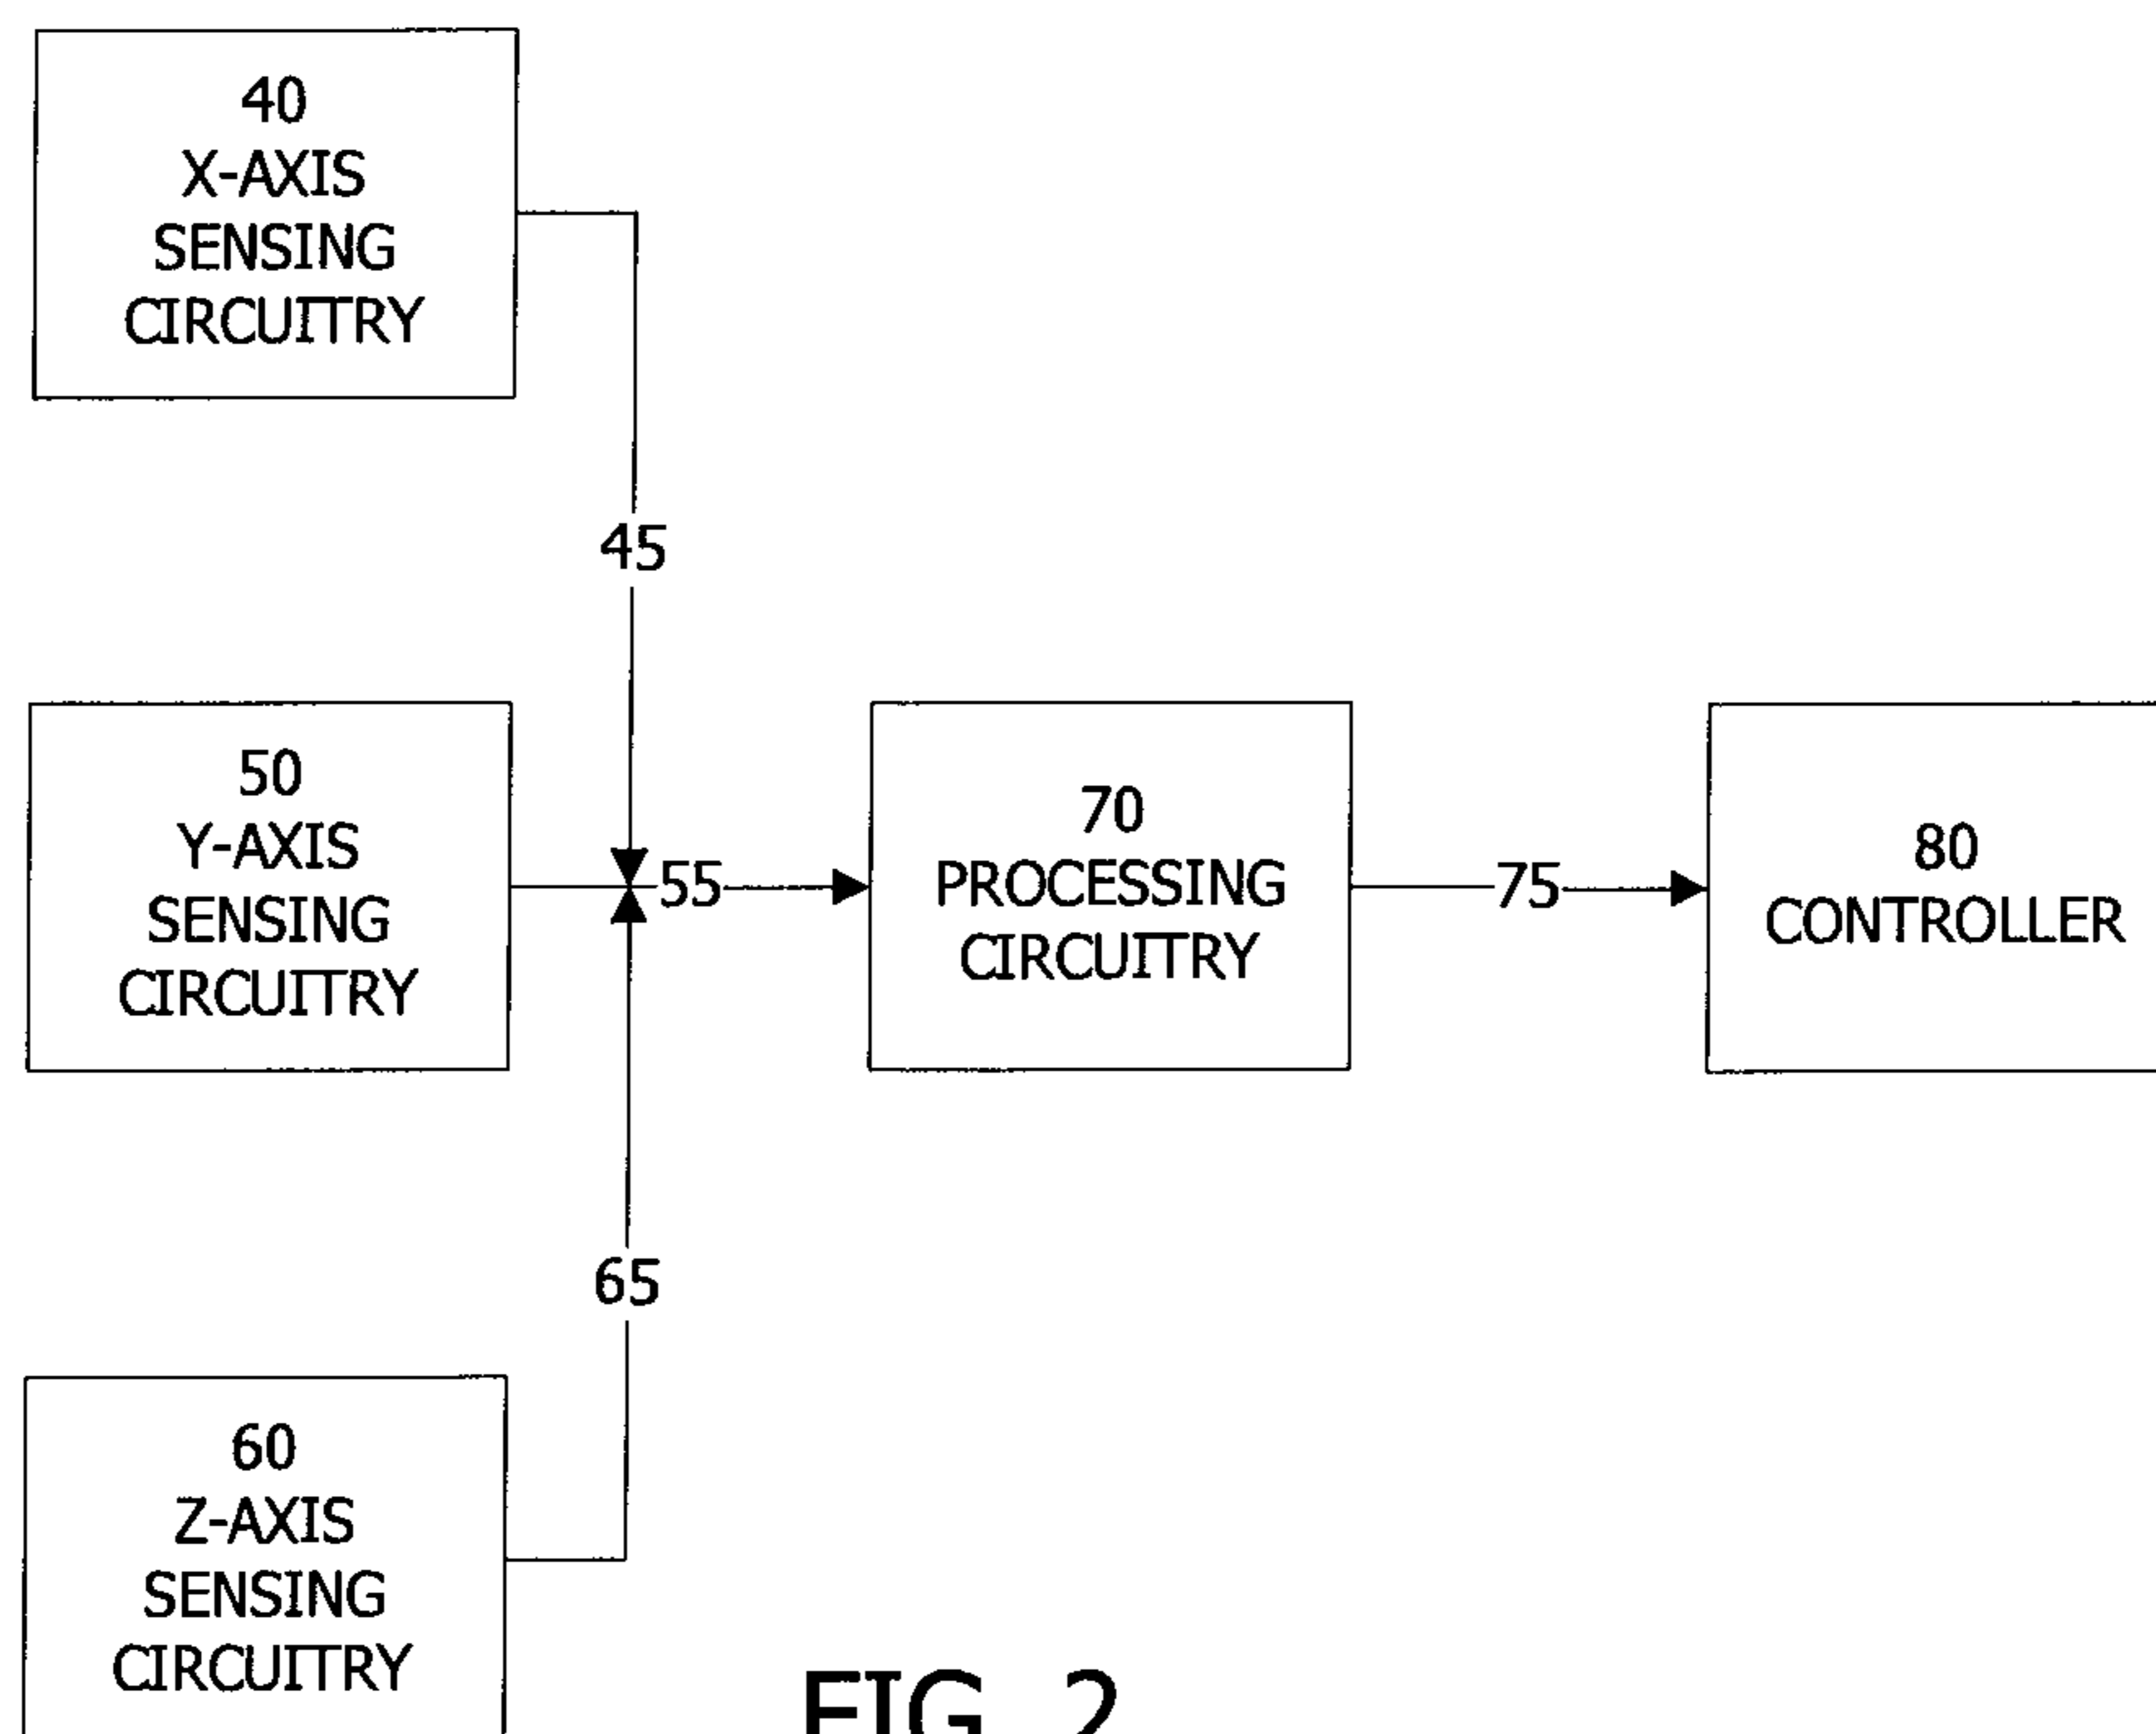 40
X-AXIS
SENSING
CIRCUITRY
45
50
Y-AXIS
SENSING
CIRCUITRY
55
70
PROCESSING
CIRCUITRY
75
80
CONTROLLER
65
60
Z-AXIS
SENSING
CIRCUITRY
FIG. 2